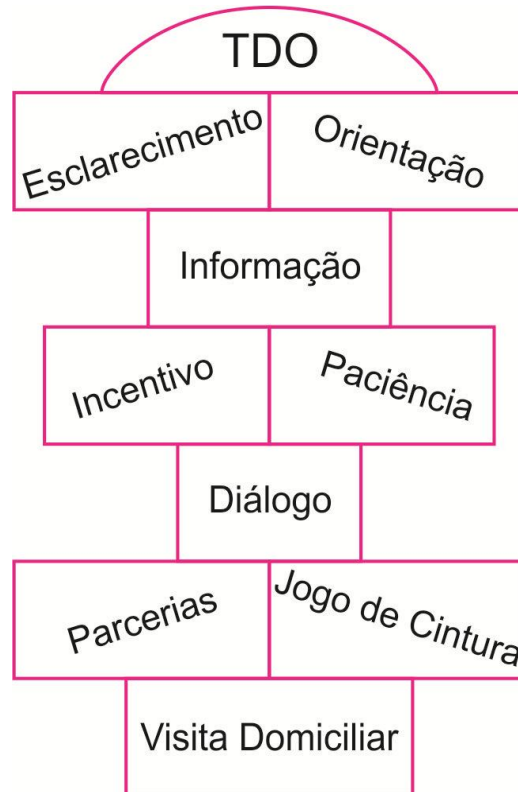 TDO
Esclarecimento
Orientação
Informação
Incentivo
Paciência
Diálogo
Parcerias
Jogo de Cintura
Visita Domiciliar